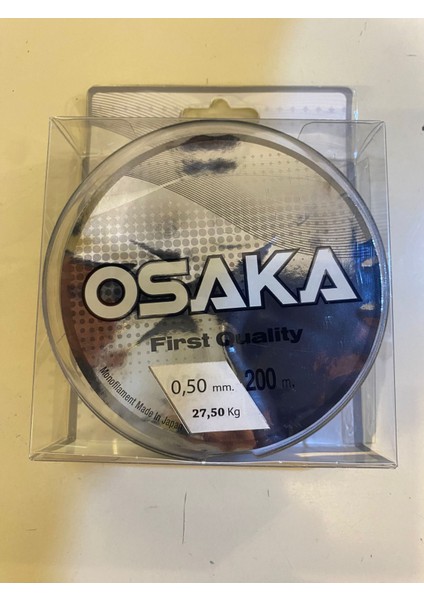 OSAKA
First Quality
0,50 mm.
200 m.
27,50 Kg
Monofilament Made In Japan